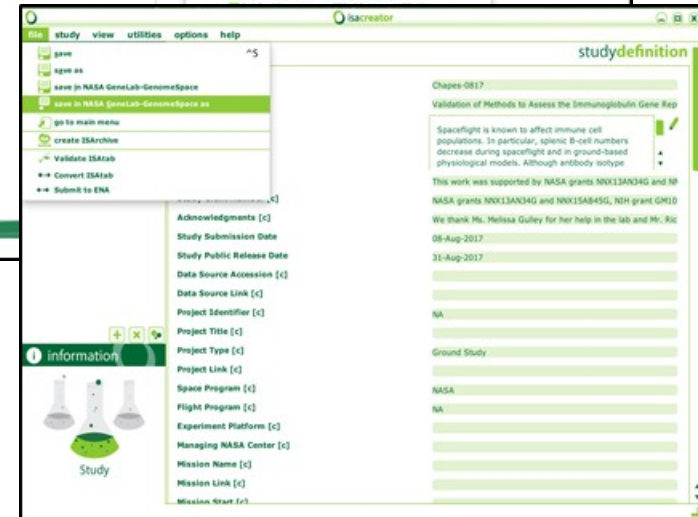 isacreator
file study view utilities options help
studydefinition
save ^S
save as
save in NASA GeneLab-GenomeSpace
save in NASA GeneLab-GenomeSpace as
go to main menu
create ISArchive
Validate ISAtab
Convert ISAtab
Submit to ENA
Chapes-0817
Validation of Methods to Assess the Immunoglobulin Gene Rep
Spaceflight is known to affect immune cell
populations. In particular, splenic B-cell numbers
decrease during spaceflight and in ground-based
physiological models. Although antibody isotype
This work was supported by NASA grants NNX13AN34G and
[c] NASA grants NNX13AN34G and NNX15AB45G, NIH grant GM10
Acknowledgments [c] We thank Ms. Melissa Gulley for her help in the lab and Mr. Ric
Study Submission Date 08-Aug-2017
Study Public Release Date 31-Aug-2017
Data Source Accession [c]
Data Source Link [c]
Project Identifier [c] NA
Project Title [c]
Project Type [c] Ground Study
Project Link [c]
Space Program [c] NASA
Flight Program [c] NA
Experiment Platform [c]
Managing NASA Center [c]
Mission Name [c]
Mission Link [c]
Mission Start [c]
i information
Study